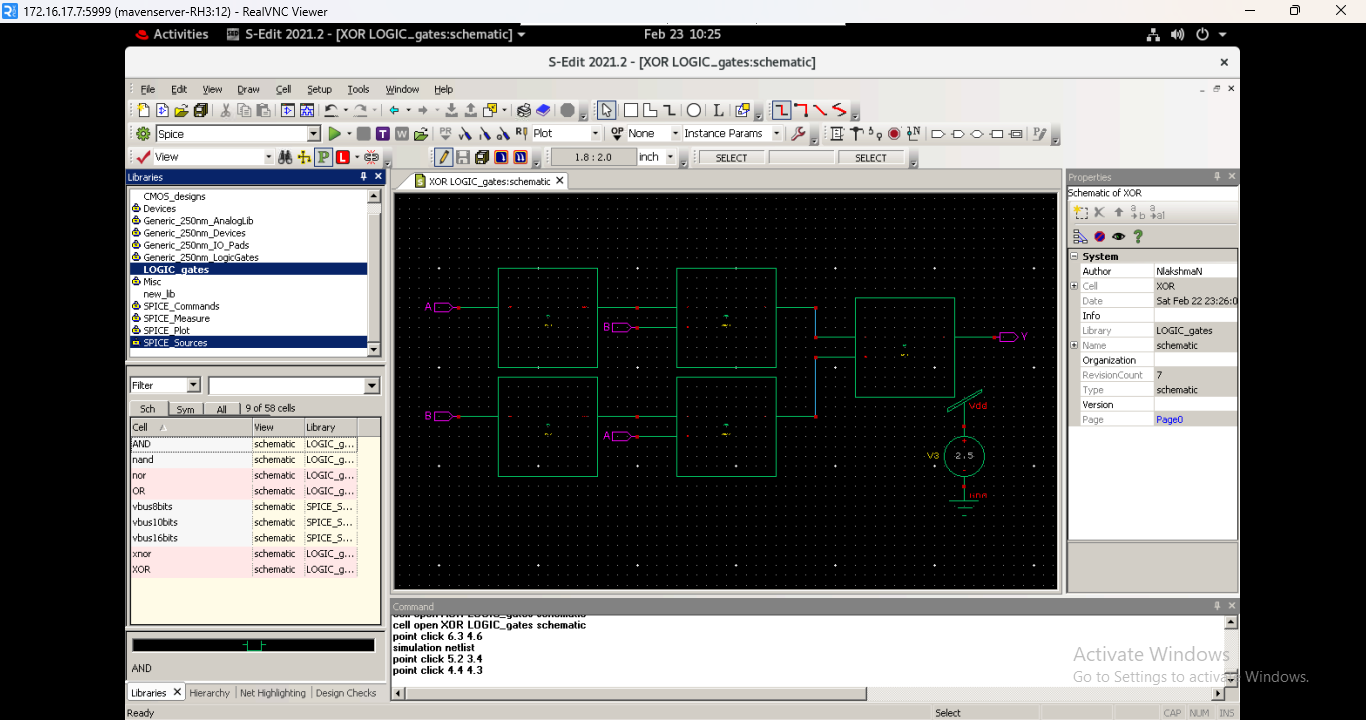 172.16.17.7:5999 (mavenserver-RH3:12) - RealVNC Viewer
Activities S-Edit 2021.2 - [XOR LOGIC_gates:schematic] Feb 23 10:25
S-Edit 2021.2 - [XOR LOGIC_gates:schematic]
File Edit View Draw Cell Setup Tools Window Help
Spice Plot None Instance Params
View 1.8 : 2.0 inch SELECT SELECT
Libraries
CMOS_designs
Devices
Generic_250nm_AnalogLib
Generic_250nm_Devices
Generic_250nm_IO_Pads
Generic_250nm_LogicGates
LOGIC_gates
Misc
new_lib
SPICE_Commands
SPICE_Measure
SPICE_Plot
SPICE_Sources
Filter
Sch Sym All 9 of 58 cells
Cell View Library
AND schematic LOGIC_g...
nand schematic LOGIC_g...
nor schematic LOGIC_g...
OR schematic LOGIC_g...
vbus8bits schematic SPICE_S...
vbus10bits schematic SPICE_S...
vbus16bits schematic SPICE_S...
xnor schematic LOGIC_g...
XOR schematic LOGIC_g...
AND
Libraries Hierarchy Net Highlighting Design Checks
XOR LOGIC_gates:schematic
A
B
Y
B
A
Vdd
V3 2.5
Command
cell open XOR LOGIC_gates schematic
point click 6.3 4.6
simulation netlist
point click 5.2 3.4
point click 4.4 4.3
Properties
Schematic of XOR
System
Author NlakshmaN
Cell XOR
Date Sat Feb 22 23:26:0
Info
Library LOGIC_gates
Name schematic
Organization
RevisionCount 7
Type schematic
Version
Page Page0
Activate Windows
Go to Settings to activate Windows.
Ready Select CAP NUM INS